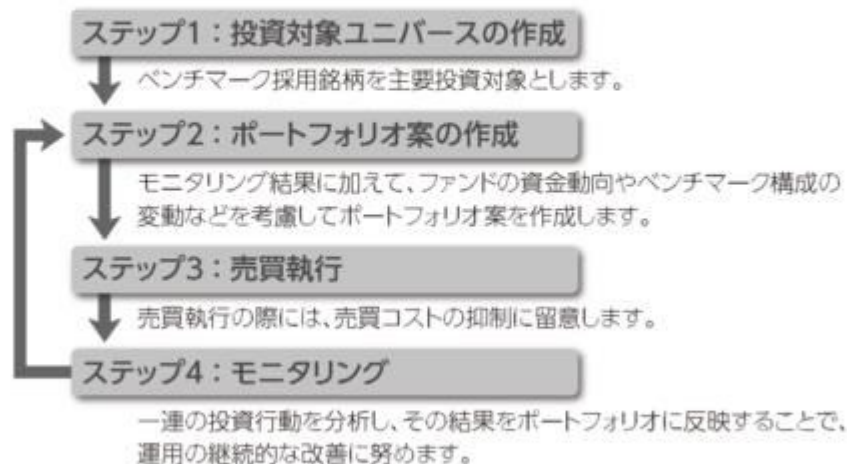 ステップ1：投資対象ユニバースの作成
ベンチマーク採用銘柄を主要投資対象とします。
ステップ2：ポートフォリオ案の作成
モニタリング結果に加えて、ファンドの資金動向やベンチマーク構成の
変動などを考慮してポートフォリオ案を作成します。
ステップ3：売買執行
売買執行の際には、売買コストの抑制に留意します。
ステップ4：モニタリング
一連の投資行動を分析し、その結果をポートフォリオに反映することで、
運用の継続的な改善に努めます。